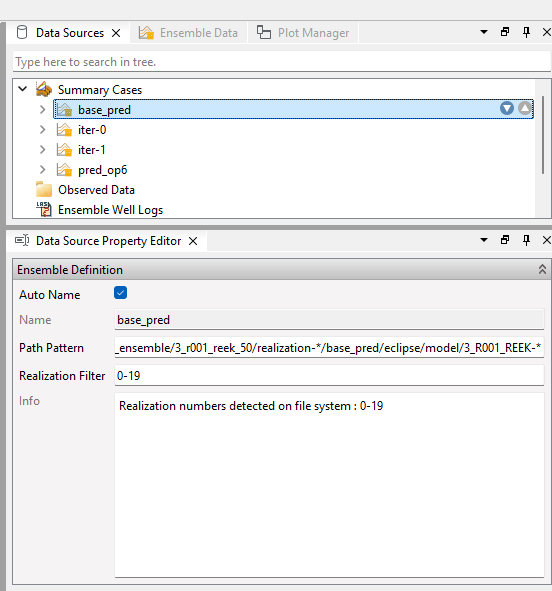 Data Sources
Ensemble Data
Plot Manager
Type here to search in tree.
Summary Cases
base_pred
iter-0
iter-1
pred_op6
Observed Data
LAS
Ensemble Well Logs
Data Source Property Editor
Ensemble Definition
Auto Name
Name base_pred
Path Pattern _ensemble/3_r001_reek_50/realization-*/base_pred/eclipse/model/3_R001_REEK-*
Realization Filter 0-19
Info Realization numbers detected on file system : 0-19